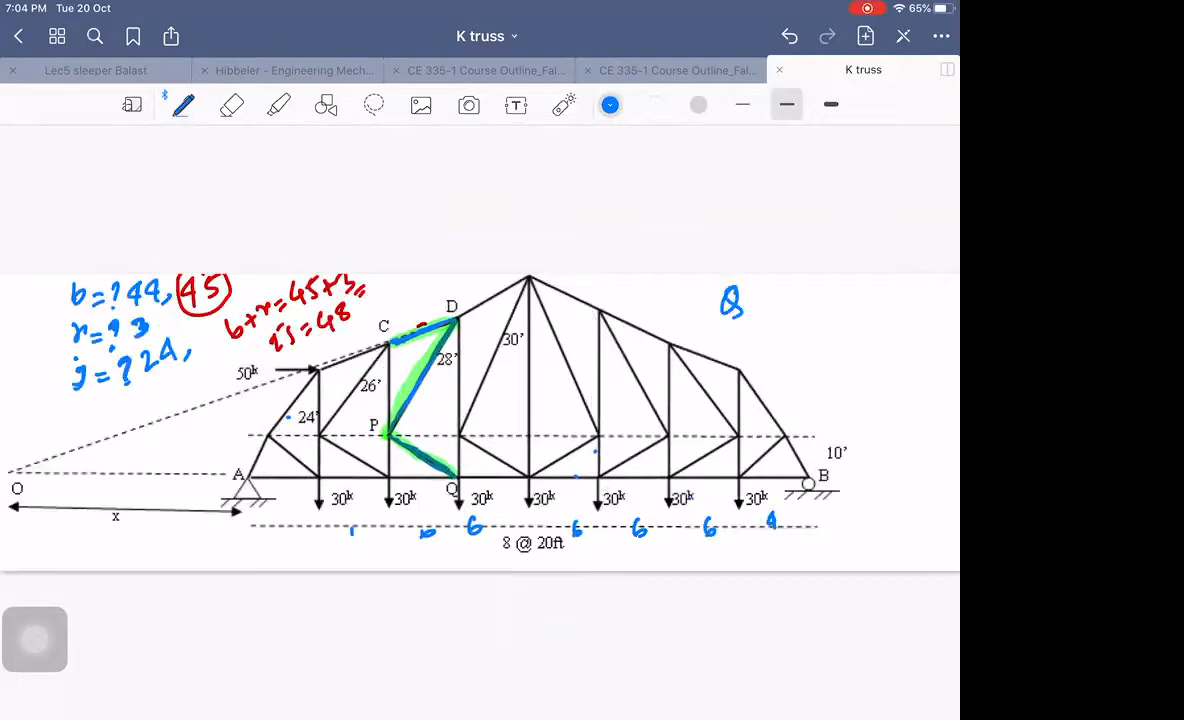 7:04 PM Tue 20 Oct
65%
K truss
Lec5 sleeper Balast
Hibbeler - Engineering Mech...
CE 335-1 Course Outline_Fal...
CE 335-1 Course Outline_Fal...
K truss
b=? 44, 45
r=? 3
j=? 24,
b+r=45+3=
2j=48
Q
D
C
30'
28'
50k
26'
24'
P
10'
O
A
Q
B
30k 30k 30k 30k 30k 30k 30k
x
6 6 6 6 6 4
8 @ 20ft